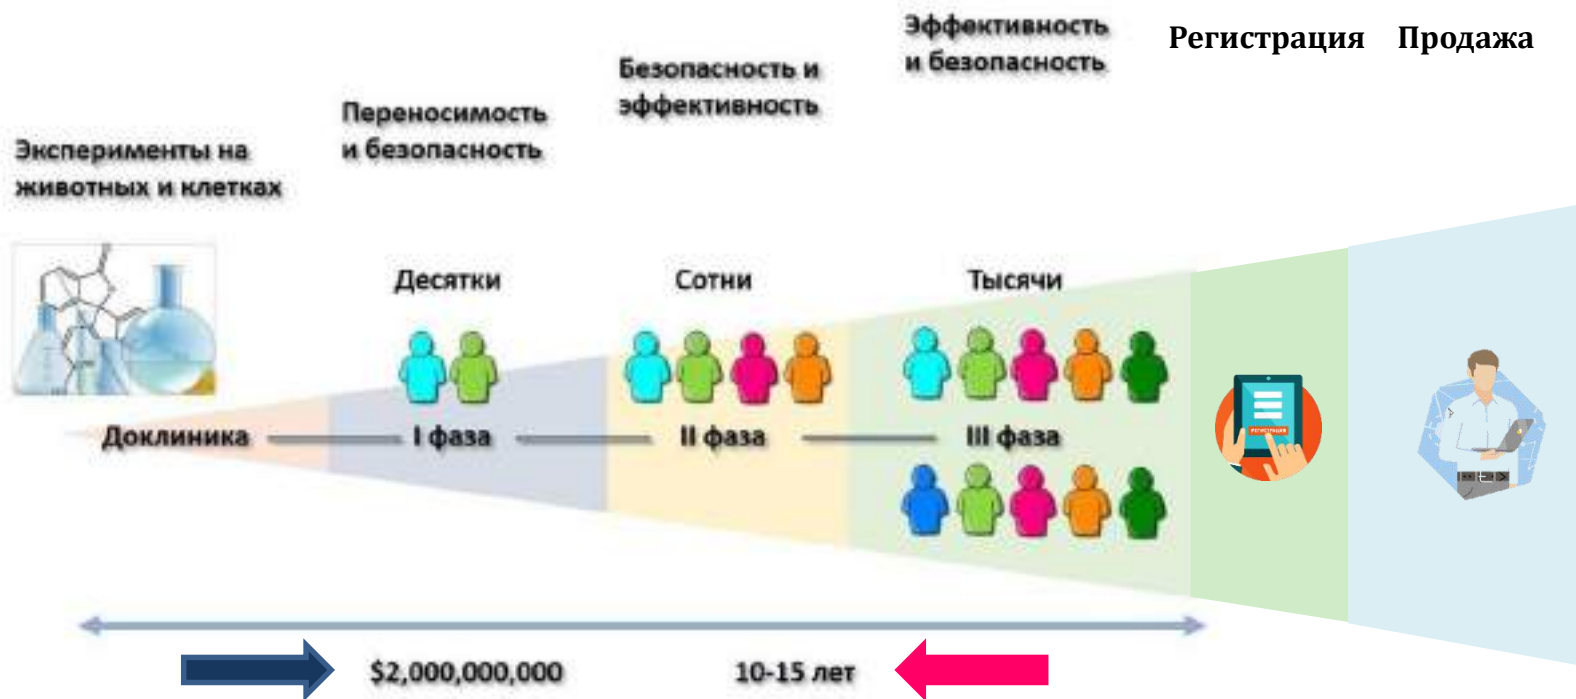 Эффективность
и безопасность
Регистрация
Продажа
Безопасность и
эффективность
Переносимость
и безопасность
Эксперименты на
животных и клетках
Десятки
Сотни
Тысячи
РЕГИСТРАЦИЯ
Доклиника
I фаза
II фаза
III фаза
$2,000,000,000
10-15 лет